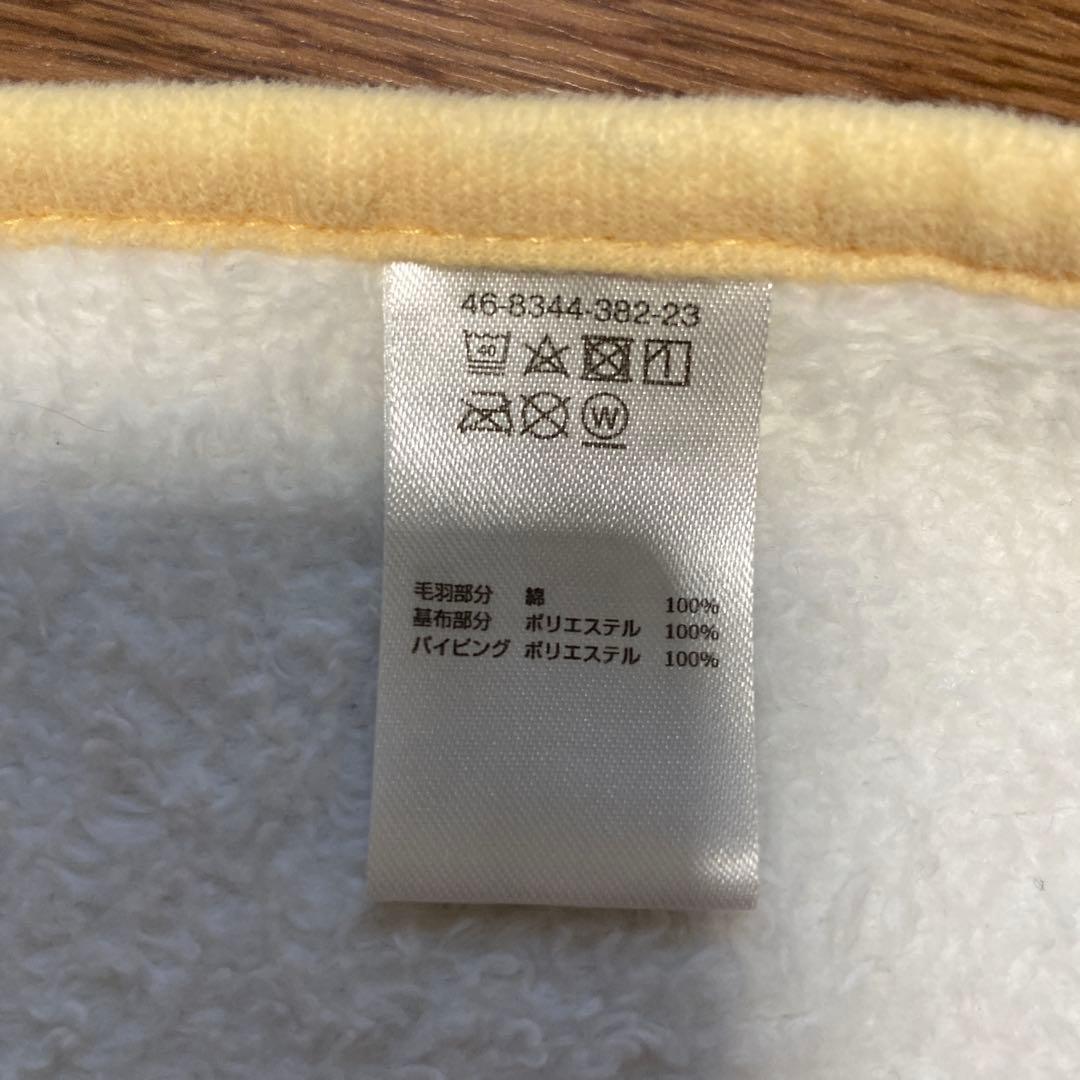 46-8344-382-23
40
W
毛羽部分 綿 100%
基布部分 ポリエステル 100%
パイピング ポリエステル 100%